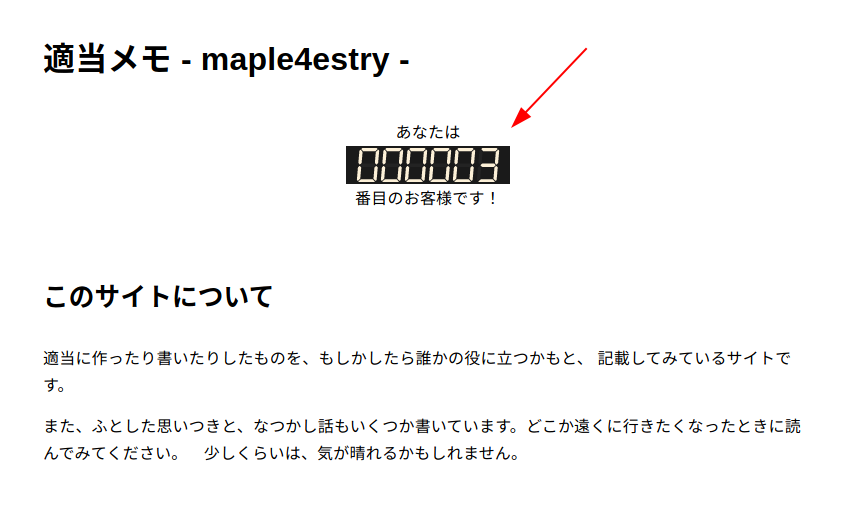 適当メモ - maple4estry -
あなたは
000003
番目のお客様です！
このサイトについて
適当に作ったり書いたりしたものを、もしかしたら誰かの役に立つかもと、 記載してみているサイトで
す。
また、ふとした思いつきと、なつかし話もいくつか書いています。どこか遠くに行きたくなったときに読
んでみてください。　少しくらいは、気が晴れるかもしれません。